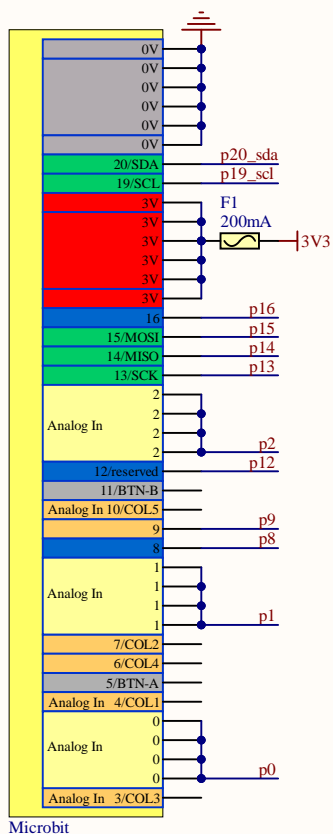 0V
0V
0V
0V
0V
0V
20/SDA p20_sda
19/SCL p19_scl
3V F1
3V 200mA
3V 3V3
3V
3V
3V
16 p16
15/MOSI p15
14/MISO p14
13/SCK p13
2
2
Analog In 2
2 p2
12/reserved p12
11/BTN-B
Analog In 10/COL5
9 p9
8 p8
1
1
Analog In 1
1 p1
7/COL2
6/COL4
5/BTN-A
Analog In 4/COL1
0
0
Analog In 0
0 p0
Analog In 3/COL3
Microbit